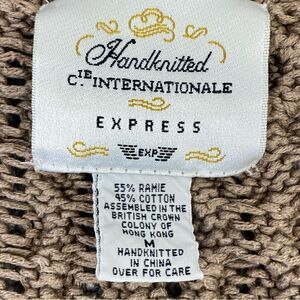 Handknitted
C.IE INTERNATIONALE
EXPRESS
EXP
55% RAMIE
45% COTTON
ASSEMBLED IN THE
BRITISH CROWN
COLONY OF
HONG KONG
M
HANDKNITTED
IN CHINA
OVER FOR CARE